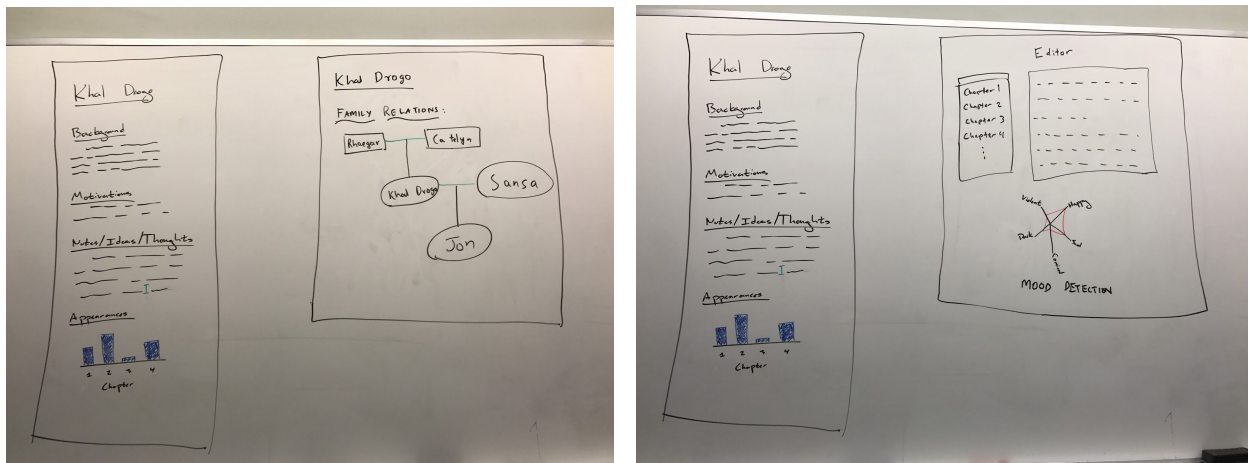 Khal Drogo
Background
Motivations
Notes/Ideas/Thoughts
I
Appearances
1 2 3 4
Chapter
Khal Drogo
FAMILY RELATIONS:
Rhaegar
Catelyn
Khal Drogo
Sansa
Jon
Khal Drogo
Background
Motivations
Notes/Ideas/Thoughts
I
Appearances
1 2 3 4
Chapter
Editor
Chapter 1
Chapter 2
Chapter 3
Chapter 4
Violent
Happy
Dark
Sad
Comical
MOOD DETECTION